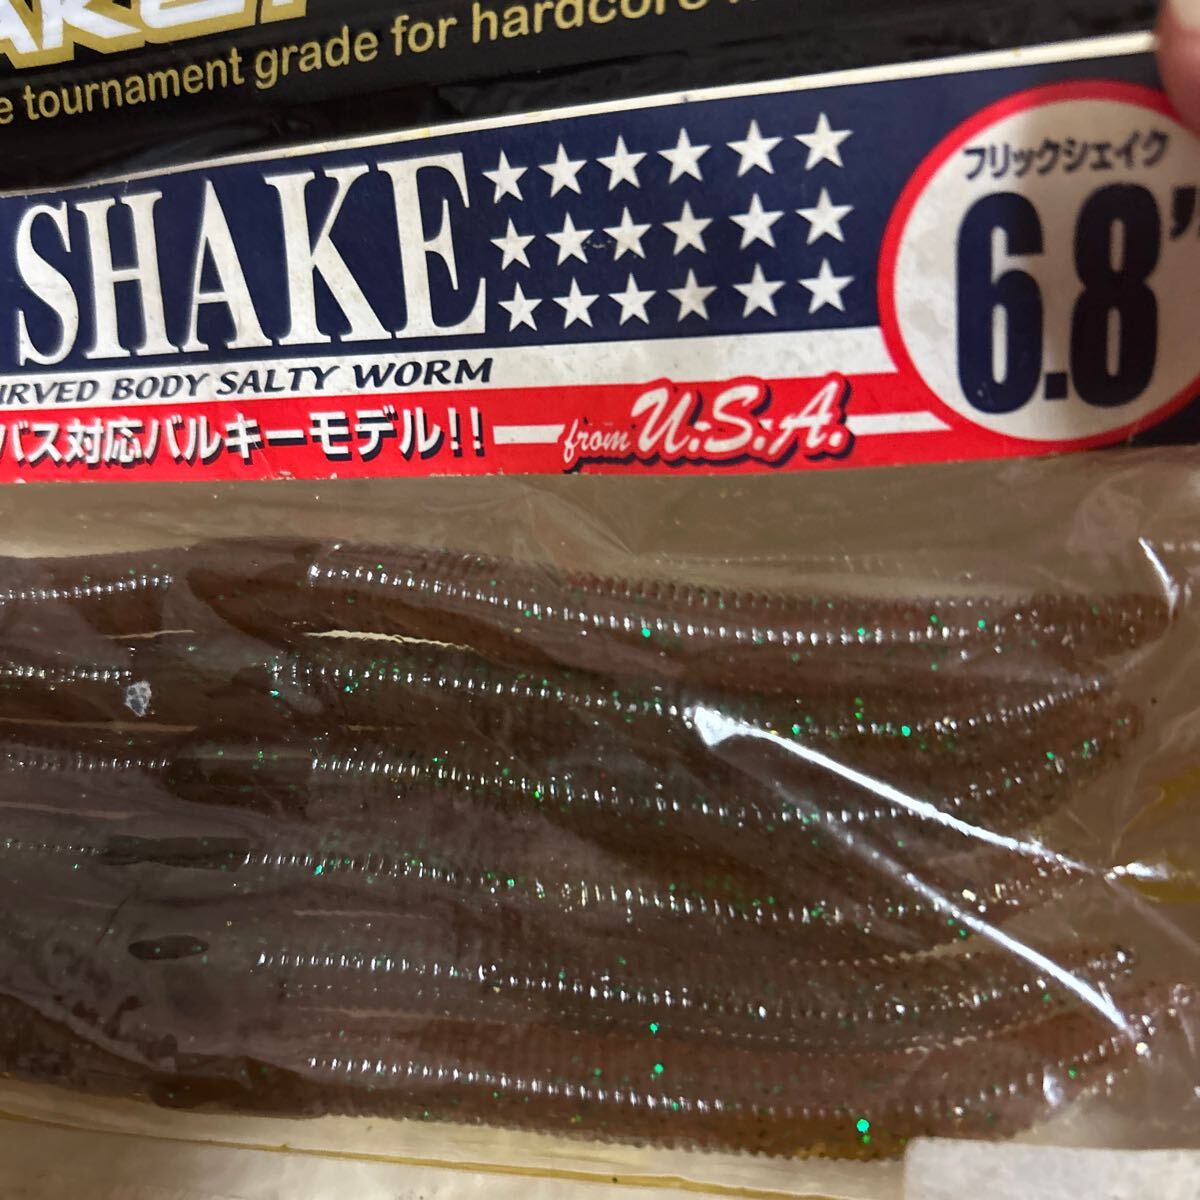 tournament grade for hardcore
SHAKE
フリックシェイク
6.8"
BODY SALTY WORM
バス対応バルキーモデル!!
from U.S.A.